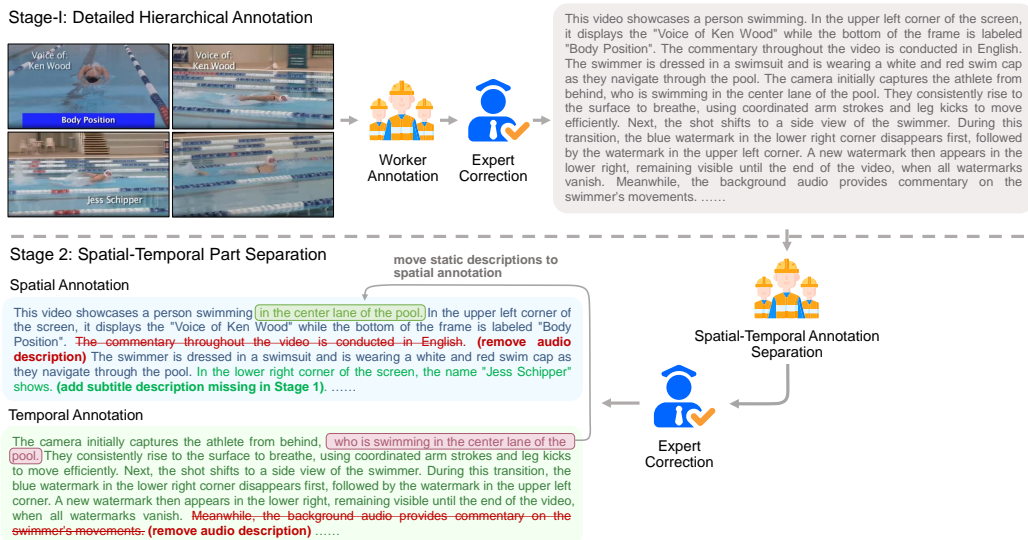 Stage-I: Detailed Hierarchical Annotation
Voice of:
Ken Wood
Body Position
Voice of:
Ken Wood
Jess Schipper
Worker
Annotation
Expert
Correction
This video showcases a person swimming. In the upper left corner of the screen,
it displays the "Voice of Ken Wood" while the bottom of the frame is labeled
"Body Position". The commentary throughout the video is conducted in English.
The swimmer is dressed in a swimsuit and is wearing a white and red swim cap
as they navigate through the pool. The camera initially captures the athlete from
behind, who is swimming in the center lane of the pool. They consistently rise to
the surface to breathe, using coordinated arm strokes and leg kicks to move
efficiently. Next, the shot shifts to a side view of the swimmer. During this
transition, the blue watermark in the lower right corner disappears first, followed
by the watermark in the upper left corner. A new watermark then appears in the
lower right, remaining visible until the end of the video, when all watermarks
vanish. Meanwhile, the background audio provides commentary on the
swimmer's movements. ……
Stage 2: Spatial-Temporal Part Separation
move static descriptions to
spatial annotation
Spatial Annotation
This video showcases a person swimming in the center lane of the pool. In the upper left corner of
the screen, it displays the "Voice of Ken Wood" while the bottom of the frame is labeled "Body
Position". The commentary throughout the video is conducted in English. (remove audio
description) The swimmer is dressed in a swimsuit and is wearing a white and red swim cap as
they navigate through the pool. In the lower right corner of the screen, the name "Jess Schipper"
shows. (add subtitle description missing in Stage 1). ……
Temporal Annotation
The camera initially captures the athlete from behind, who is swimming in the center lane of the
pool. They consistently rise to the surface to breathe, using coordinated arm strokes and leg kicks
to move efficiently. Next, the shot shifts to a side view of the swimmer. During this transition, the
blue watermark in the lower right corner disappears first, followed by the watermark in the upper left
corner. A new watermark then appears in the lower right, remaining visible until the end of the video,
when all watermarks vanish. Meanwhile, the background audio provides commentary on the
swimmer's movements. (remove audio description) ……
Spatial-Temporal Annotation
Separation
Expert
Correction